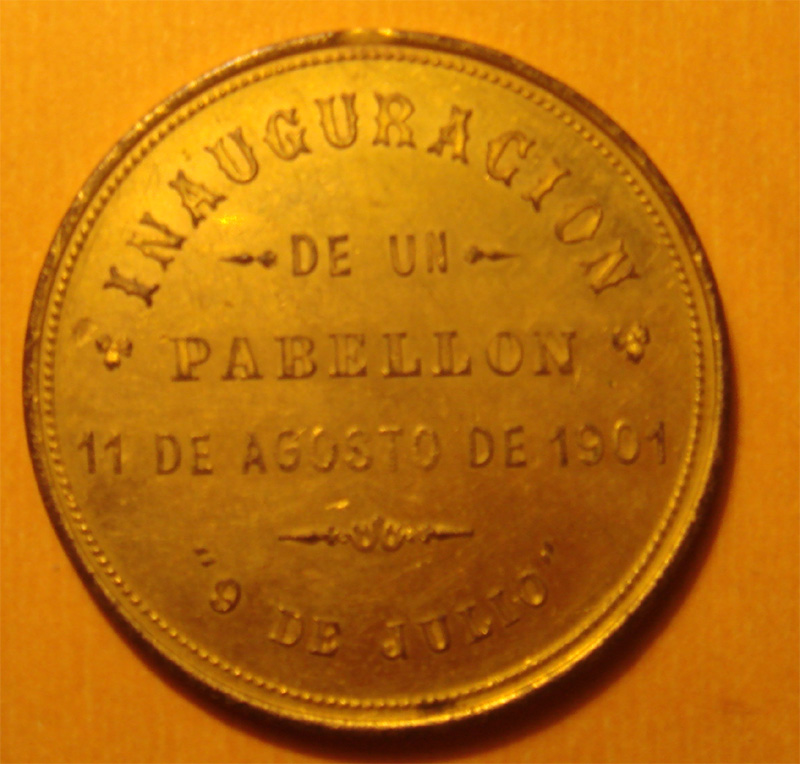 INAUGURACION
DE UN
PABELLON
11 DE AGOSTO DE 1901
"9 DE JULIO"